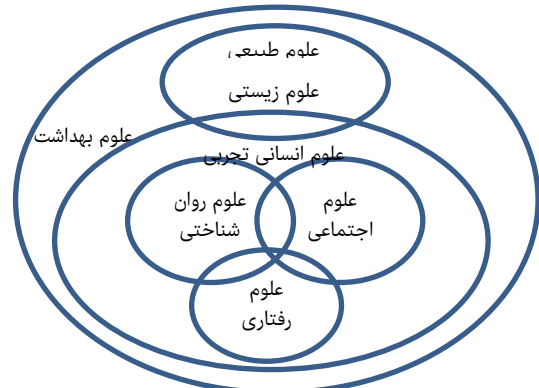 علوم طبیعی
علوم زیستی
علوم بهداشت
علوم انسانی تجربی
علوم
اجتماعی
علوم روان
شناختی
علوم
رفتاری